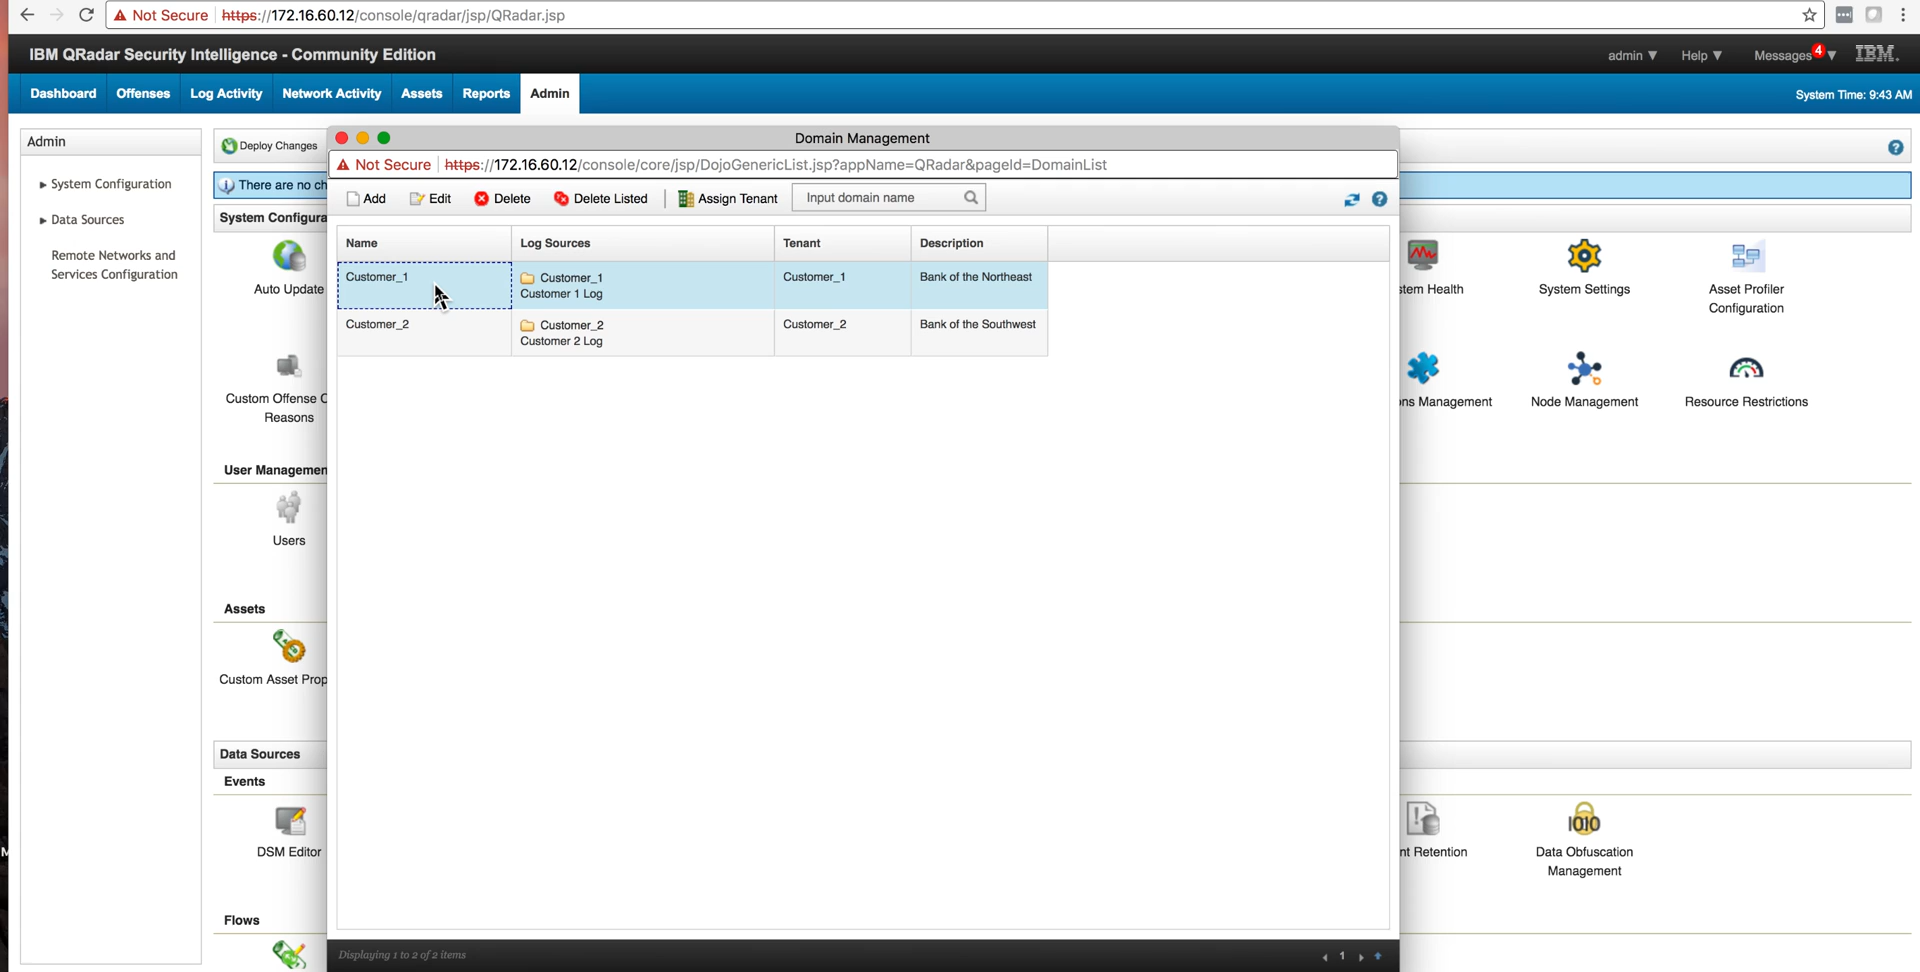 Not Secure https://172.16.60.12/console/qradar/jsp/QRadar.jsp
IBM QRadar Security Intelligence - Community Edition
admin Help Messages 4 IBM.
Dashboard Offenses Log Activity Network Activity Assets Reports Admin
System Time: 9:43 AM
Admin
System Configuration
Data Sources
Remote Networks and
Services Configuration
Deploy Changes
There are no ch
System Configura
Auto Update
Custom Offense C
Reasons
User Managemen
Users
Assets
Custom Asset Prop
Data Sources
Events
DSM Editor
Flows
Domain Management
Not Secure https://172.16.60.12/console/core/jsp/DojoGenericList.jsp?appName=QRadar&pageId=DomainList
Add Edit Delete Delete Listed Assign Tenant Input domain name
Name Log Sources Tenant Description
Customer_1 Customer_1 Customer_1 Bank of the Northeast
Customer 1 Log
Customer_2 Customer_2 Customer_2 Bank of the Southwest
Customer 2 Log
Displaying 1 to 2 of 2 items
1
stem Health
System Settings
Asset Profiler
Configuration
ns Management
Node Management
Resource Restrictions
nt Retention
Data Obfuscation
Management